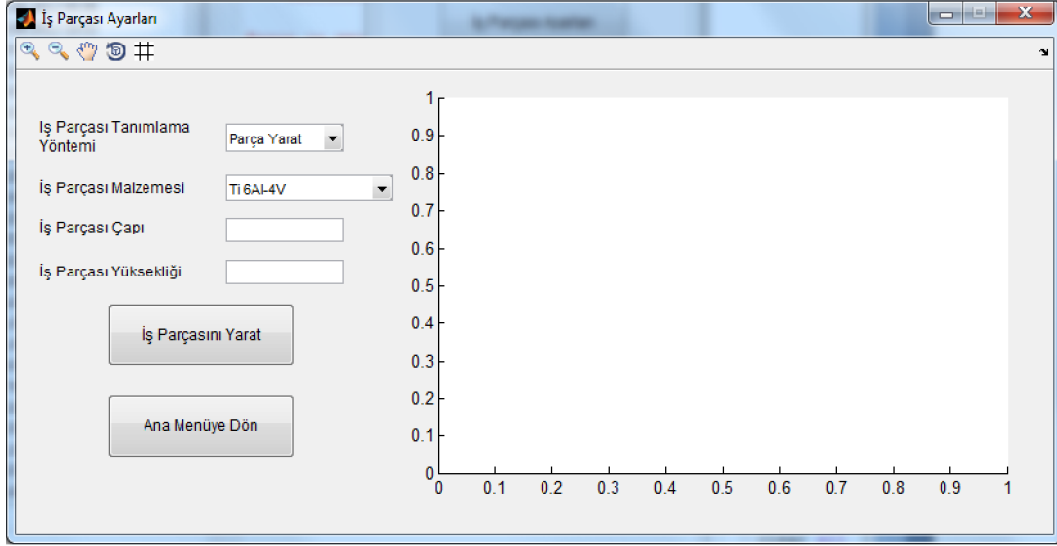 İş Parçası Ayarları
İş Parçası Tanımlama
Yöntemi
Parça Yarat
İş Parçası Malzemesi
Ti 6Al-4V
İş Parçası Çapı
İş Parçası Yüksekliği
İş Parçasını Yarat
Ana Menüye Dön
1
0.9
0.8
0.7
0.6
0.5
0.4
0.3
0.2
0.1
0
0 0.1 0.2 0.3 0.4 0.5 0.6 0.7 0.8 0.9 1